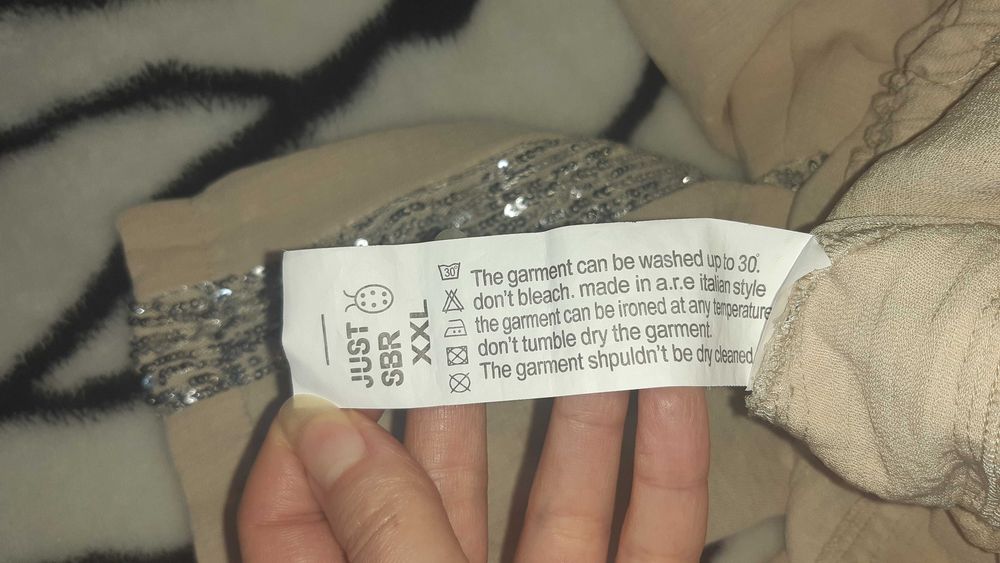 JUST
SBR
XXL
30°
The garment can be washed up to 30°.
don't bleach. made in a.r.e italian style
the garment can be ironed at any temperature
don't tumble dry the garment.
The garment shpuldn't be dry cleaned